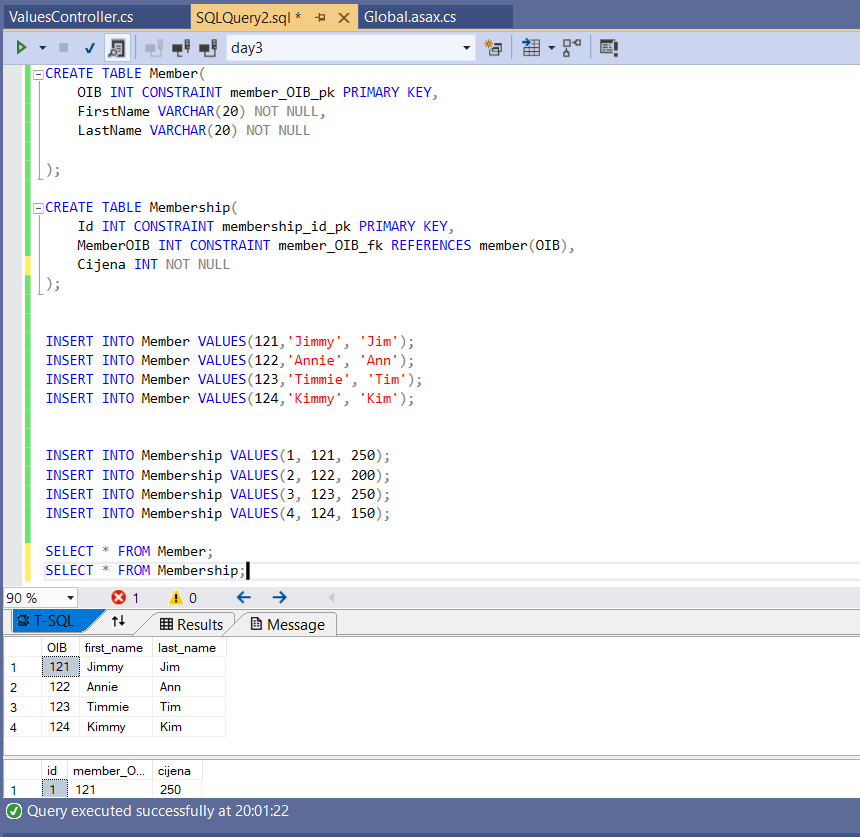 ValuesController.cs SQLQuery2.sql * Global.asax.cs
day3
CREATE TABLE Member(
OIB INT CONSTRAINT member_OIB_pk PRIMARY KEY,
FirstName VARCHAR(20) NOT NULL,
LastName VARCHAR(20) NOT NULL
);
CREATE TABLE Membership(
Id INT CONSTRAINT membership_id_pk PRIMARY KEY,
MemberOIB INT CONSTRAINT member_OIB_fk REFERENCES member(OIB),
Cijena INT NOT NULL
);
INSERT INTO Member VALUES(121,'Jimmy', 'Jim');
INSERT INTO Member VALUES(122,'Annie', 'Ann');
INSERT INTO Member VALUES(123,'Timmie', 'Tim');
INSERT INTO Member VALUES(124,'Kimmy', 'Kim');
INSERT INTO Membership VALUES(1, 121, 250);
INSERT INTO Membership VALUES(2, 122, 200);
INSERT INTO Membership VALUES(3, 123, 250);
INSERT INTO Membership VALUES(4, 124, 150);
SELECT * FROM Member;
SELECT * FROM Membership;
90 % 1 0
T-SQL Results Message
OIB first_name last_name
1 121 Jimmy Jim
2 122 Annie Ann
3 123 Timmie Tim
4 124 Kimmy Kim
id member_O... cijena
1 1 121 250
Query executed successfully at 20:01:22